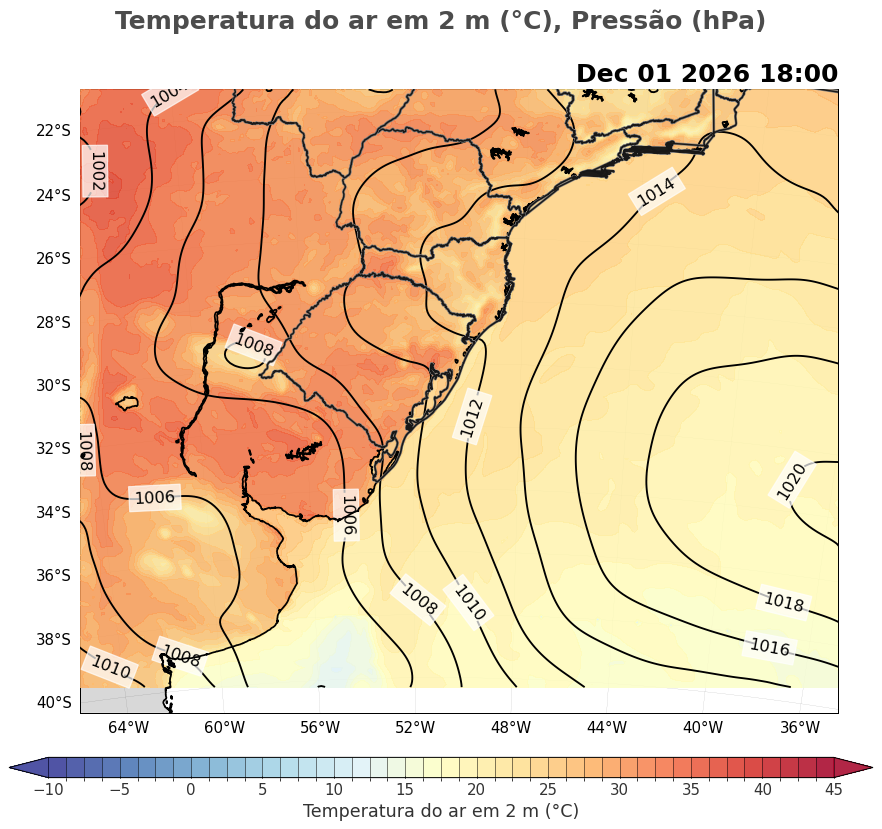 Temperatura do ar em 2 m (°C), Pressão (hPa)
Dec 01 2026 18:00
22°S
24°S
26°S
28°S
30°S
32°S
34°S
36°S
38°S
40°S
1002
1014
1008
1012
1008
1006
1006
1020
1008
1010
1018
1016
1008
1010
64°W 60°W 56°W 52°W 48°W 44°W 40°W 36°W
−10 −5 0 5 10 15 20 25 30 35 40 45
Temperatura do ar em 2 m (°C)